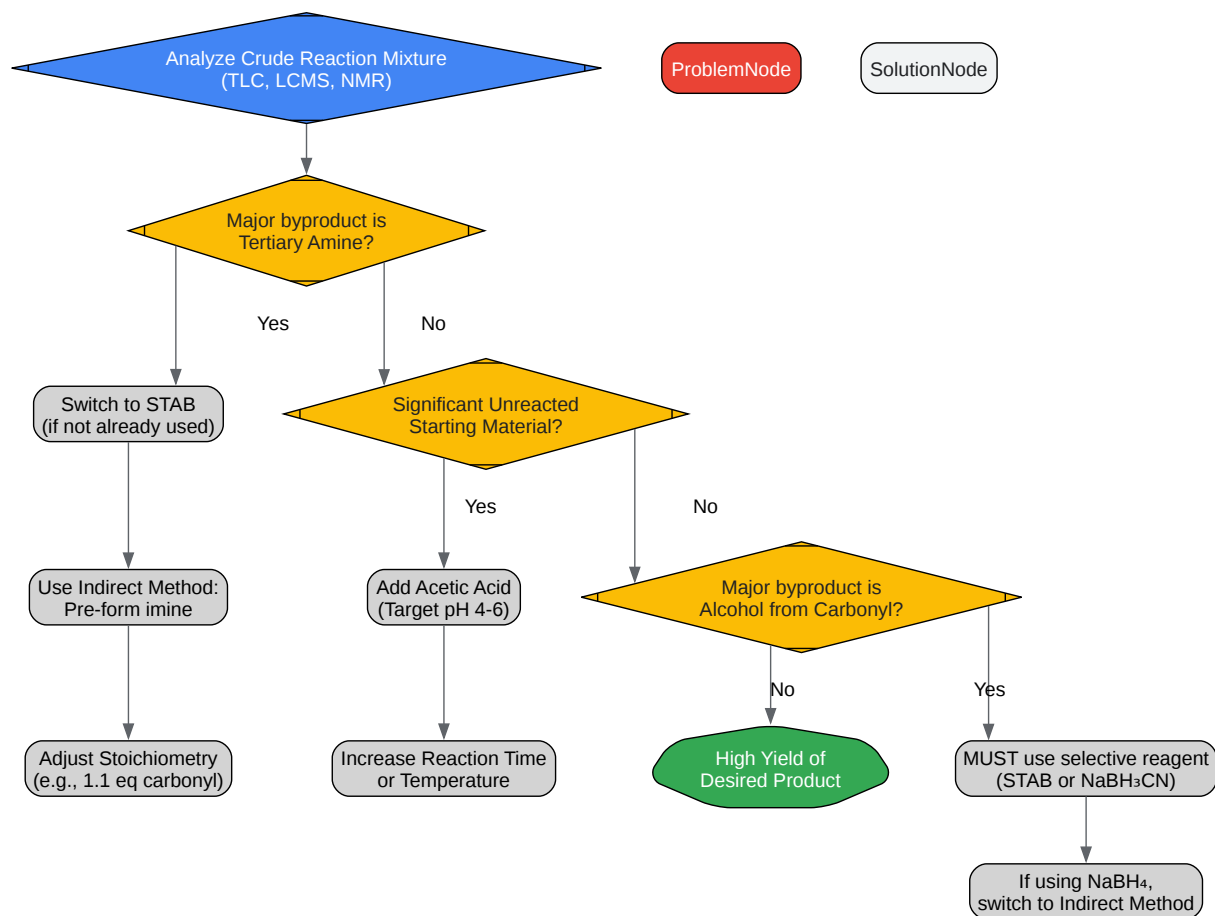 Analyze Crude Reaction Mixture
(TLC, LCMS, NMR)
ProblemNode
SolutionNode
Major byproduct is
Tertiary Amine?
Yes
No
Switch to STAB
(if not already used)
Significant Unreacted
Starting Material?
Yes
No
Use Indirect Method:
Pre-form imine
Add Acetic Acid
(Target pH 4-6)
Major byproduct is
Alcohol from Carbonyl?
No
Yes
Adjust Stoichiometry
(e.g., 1.1 eq carbonyl)
Increase Reaction Time
or Temperature
High Yield of
Desired Product
MUST use selective reagent
(STAB or NaBH₃CN)
If using NaBH₄,
switch to Indirect Method